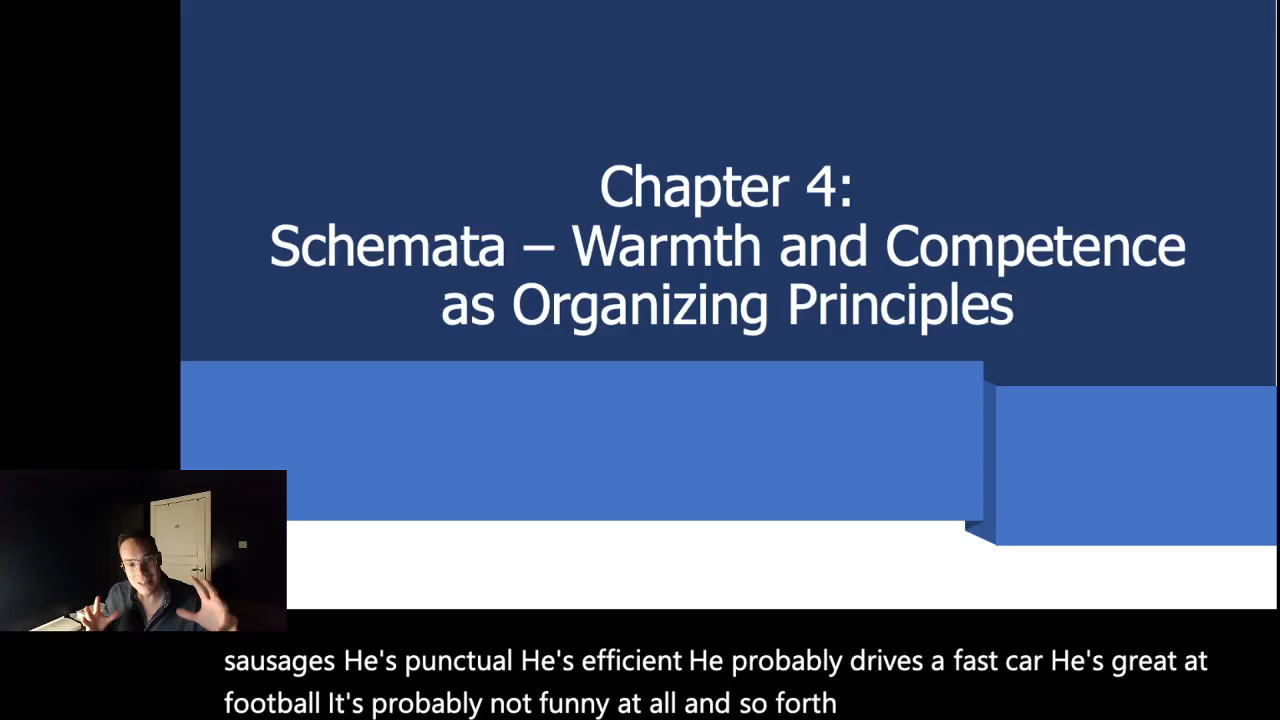 Chapter 4:
Schemata – Warmth and Competence
as Organizing Principles
sausages He's punctual He's efficient He probably drives a fast car He's great at
football It's probably not funny at all and so forth